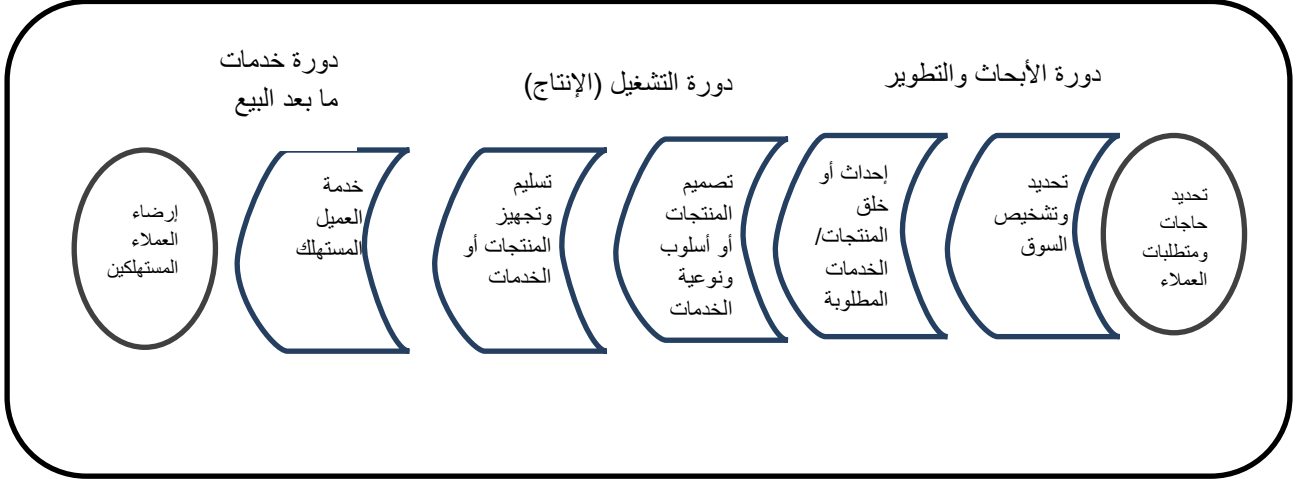 دورة الأبحاث والتطوير
دورة التشغيل (الإنتاج)
دورة خدمات
ما بعد البيع
تحديد
حاجات
ومتطلبات
العملاء
تحديد
وتشخيص
السوق
إحداث أو
خلق
المنتجات/
الخدمات
المطلوبة
تصميم
المنتجات
أو أسلوب
ونوعية
الخدمات
تسليم
وتجهيز
المنتجات أو
الخدمات
خدمة
العميل
المستهلك
إرضاء
العملاء
المستهلكين